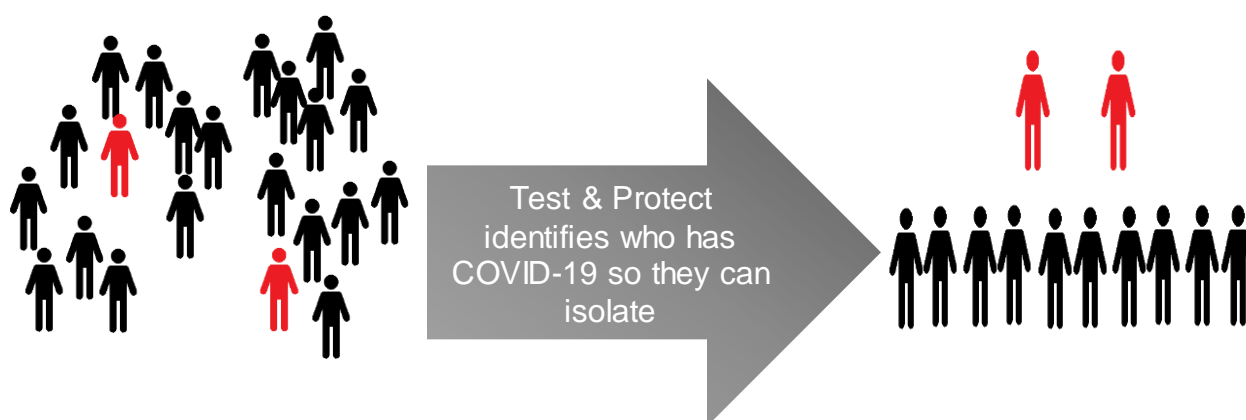 Test & Protect
identifies who has
COVID-19 so they can
isolate